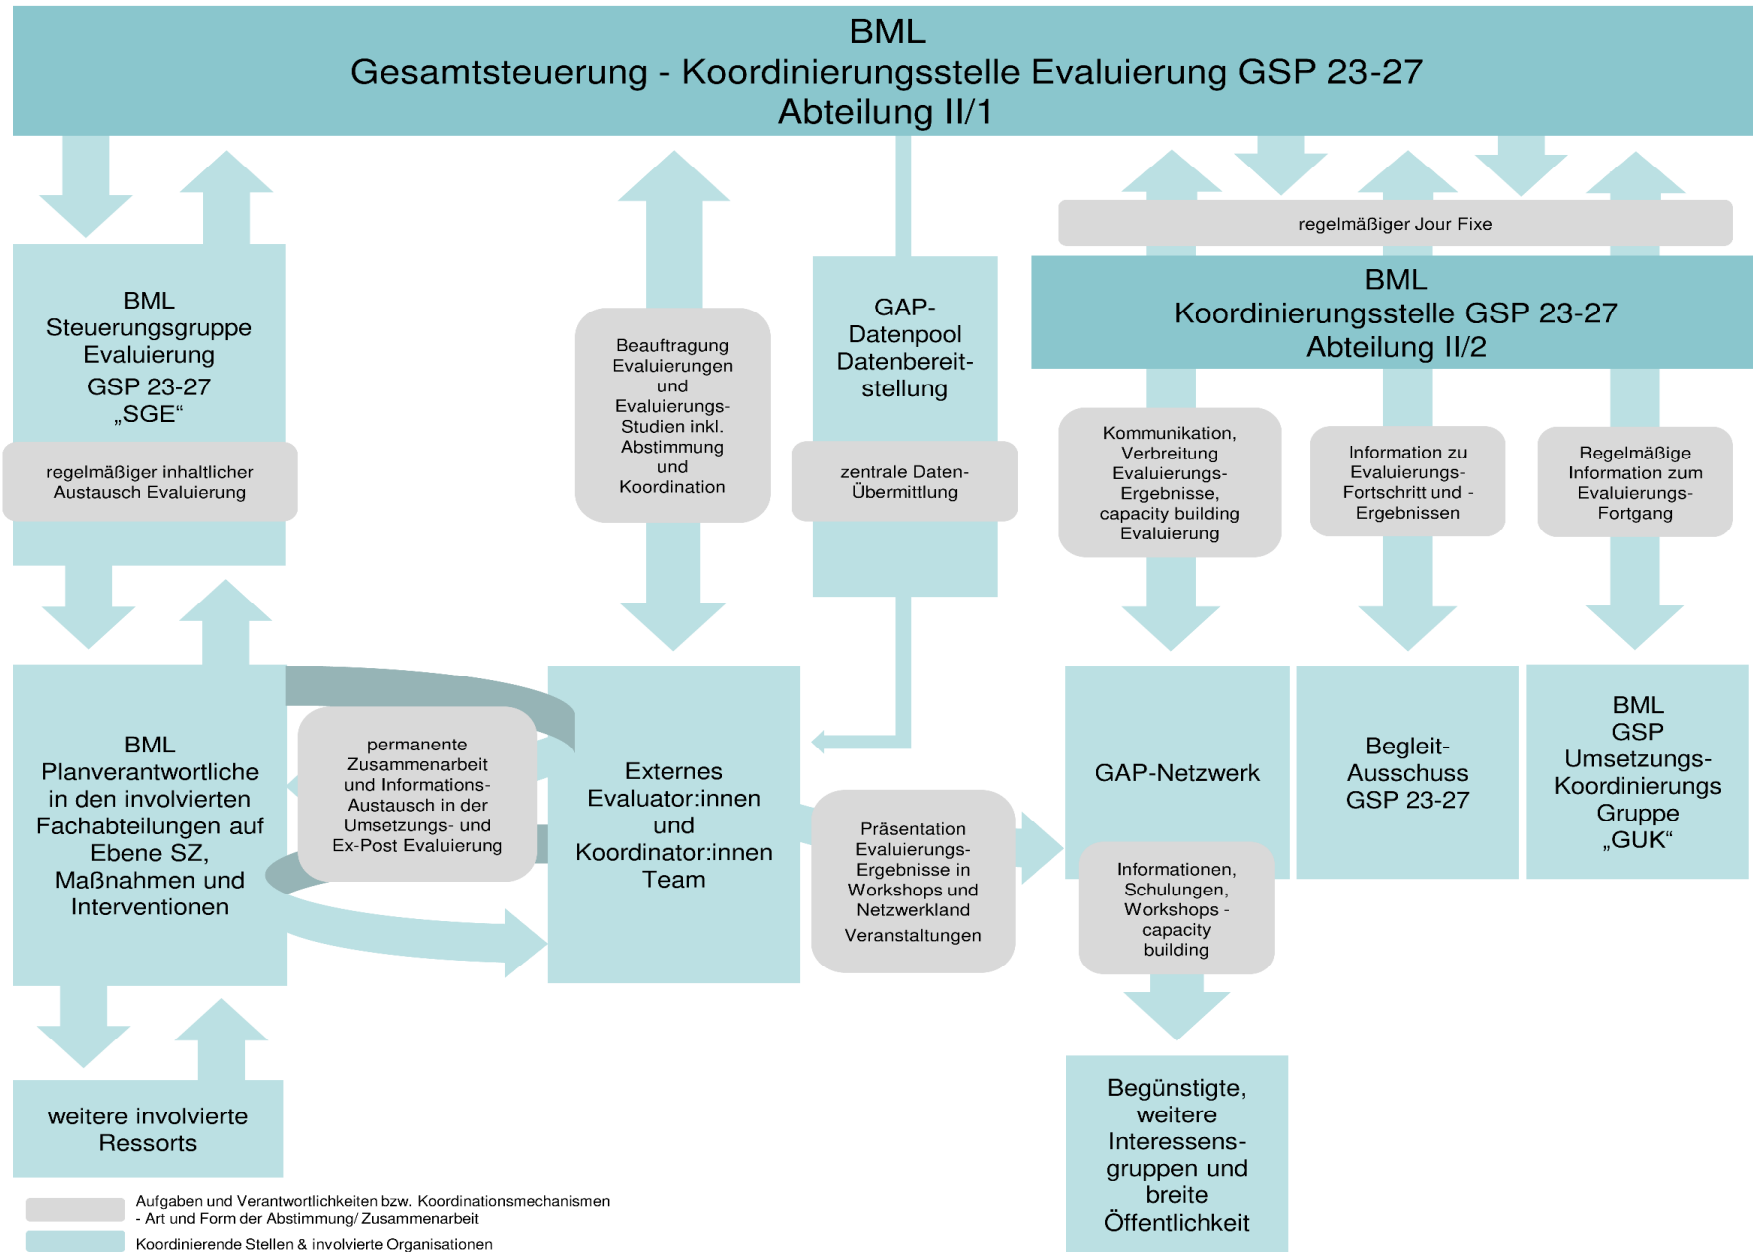 BML
Gesamtsteuerung - Koordinierungsstelle Evaluierung GSP 23-27
Abteilung II/1
regelmäßiger Jour Fixe
BML
Steuerungsgruppe
Evaluierung
GSP 23-27
„SGE“
regelmäßiger inhaltlicher
Austausch Evaluierung
Beauftragung
Evaluierungen
und
Evaluierungs-
Studien inkl.
Abstimmung
und
Koordination
GAP-
Datenpool
Datenbereit-
stellung
zentrale Daten-
Übermittlung
BML
Koordinierungsstelle GSP 23-27
Abteilung II/2
Kommunikation,
Verbreitung
Evaluierungs-
Ergebnisse,
capacity building
Evaluierung
Information zu
Evaluierungs-
Fortschritt und -
Ergebnissen
Regelmäßige
Information zum
Evaluierungs-
Fortgang
BML
Planverantwortliche
in den involvierten
Fachabteilungen auf
Ebene SZ,
Maßnahmen und
Interventionen
permanente
Zusammenarbeit
und Informations-
Austausch in der
Umsetzungs- und
Ex-Post Evaluierung
Externes
Evaluator:innen
und
Koordinator:innen
Team
Präsentation
Evaluierungs-
Ergebnisse in
Workshops und
Netzwerkland
Veranstaltungen
GAP-Netzwerk
Informationen,
Schulungen,
Workshops -
capacity
building
Begleit-
Ausschuss
GSP 23-27
BML
GSP
Umsetzungs-
Koordinierungs
Gruppe
„GUK“
weitere involvierte
Ressorts
Begünstigte,
weitere
Interessens-
gruppen und
breite
Öffentlichkeit
Aufgaben und Verantwortlichkeiten bzw. Koordinationsmechanismen
- Art und Form der Abstimmung/ Zusammenarbeit
Koordinierende Stellen & involvierte Organisationen